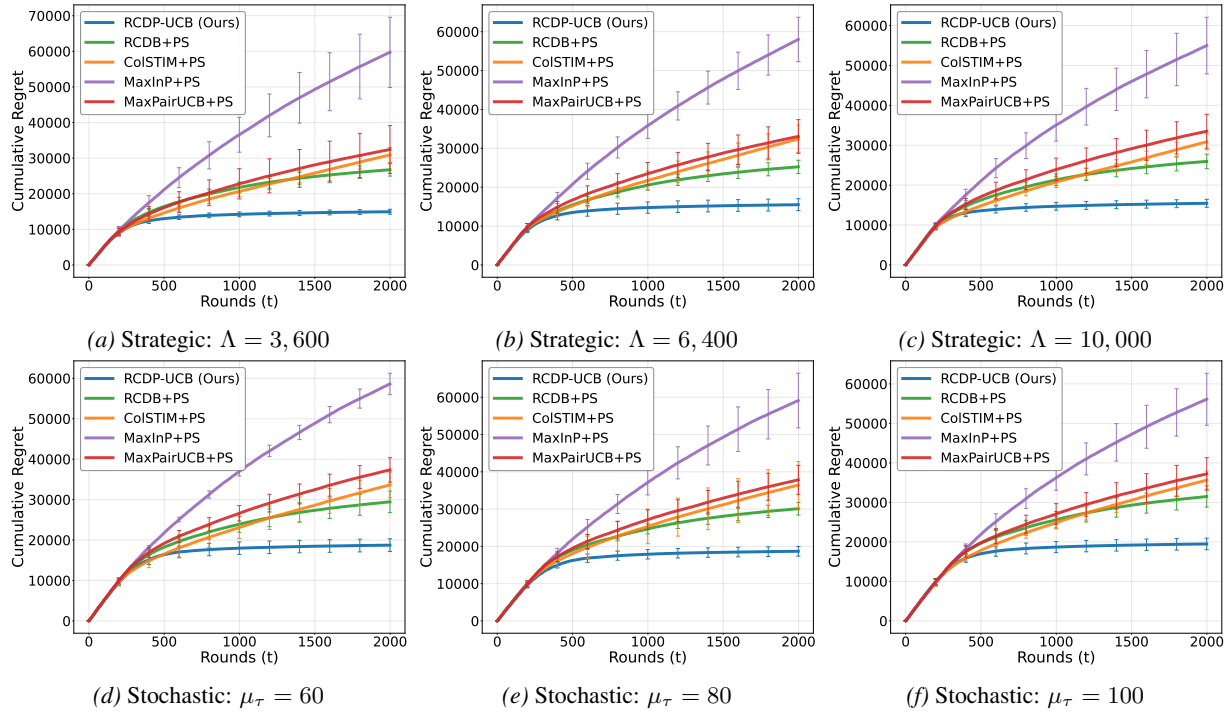 70000
60000
50000
40000
30000
20000
10000
0
Cumulative Regret
RCDP-UCB (Ours)
RCDB+PS
ColSTIM+PS
MaxInP+PS
MaxPairUCB+PS
0 500 1000 1500 2000
Rounds (t)
(a) Strategic: Λ = 3,600
60000
50000
40000
30000
20000
10000
0
Cumulative Regret
RCDP-UCB (Ours)
RCDB+PS
ColSTIM+PS
MaxInP+PS
MaxPairUCB+PS
0 500 1000 1500 2000
Rounds (t)
(b) Strategic: Λ = 6,400
60000
50000
40000
30000
20000
10000
0
Cumulative Regret
RCDP-UCB (Ours)
RCDB+PS
ColSTIM+PS
MaxInP+PS
MaxPairUCB+PS
0 500 1000 1500 2000
Rounds (t)
(c) Strategic: Λ = 10,000
60000
50000
40000
30000
20000
10000
0
Cumulative Regret
RCDP-UCB (Ours)
RCDB+PS
ColSTIM+PS
MaxInP+PS
MaxPairUCB+PS
0 500 1000 1500 2000
Rounds (t)
(d) Stochastic: μτ = 60
70000
60000
50000
40000
30000
20000
10000
0
Cumulative Regret
RCDP-UCB (Ours)
RCDB+PS
ColSTIM+PS
MaxInP+PS
MaxPairUCB+PS
0 500 1000 1500 2000
Rounds (t)
(e) Stochastic: μτ = 80
60000
50000
40000
30000
20000
10000
0
Cumulative Regret
RCDP-UCB (Ours)
RCDB+PS
ColSTIM+PS
MaxInP+PS
MaxPairUCB+PS
0 500 1000 1500 2000
Rounds (t)
(f) Stochastic: μτ = 100